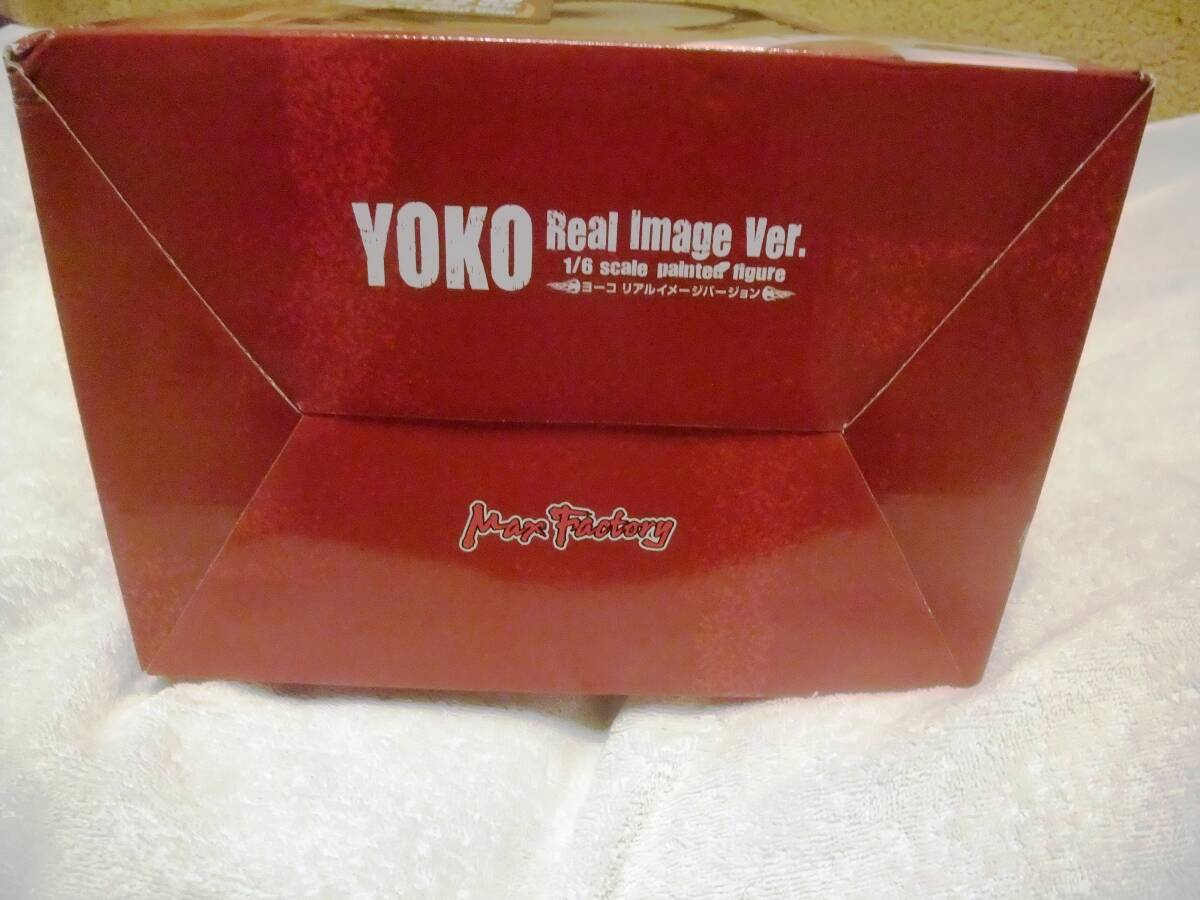 YOKO Real Image Ver.
1/6 scale painted figure
ヨーコ リアルイメージバージョン
Max Factory